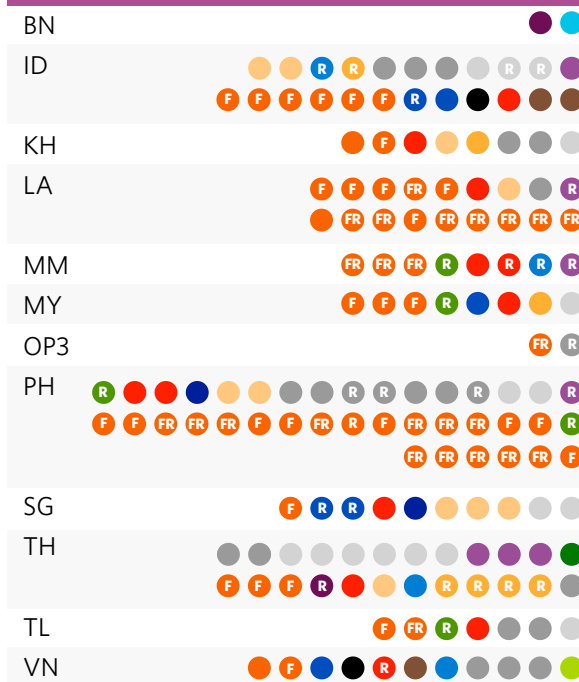 BN
ID R R R R
F F F F F F R
KH F
LA F F F FR F R
FR FR F FR FR FR FR FR
MM FR FR FR R R R R
MY F F F R
OP3 FR R
PH R R R R R
F F FR FR FR F F FR R F FR FR FR F F R
FR FR FR FR FR F
SG F R R
TH
F F F R R R R R
TL F FR R
VN F R